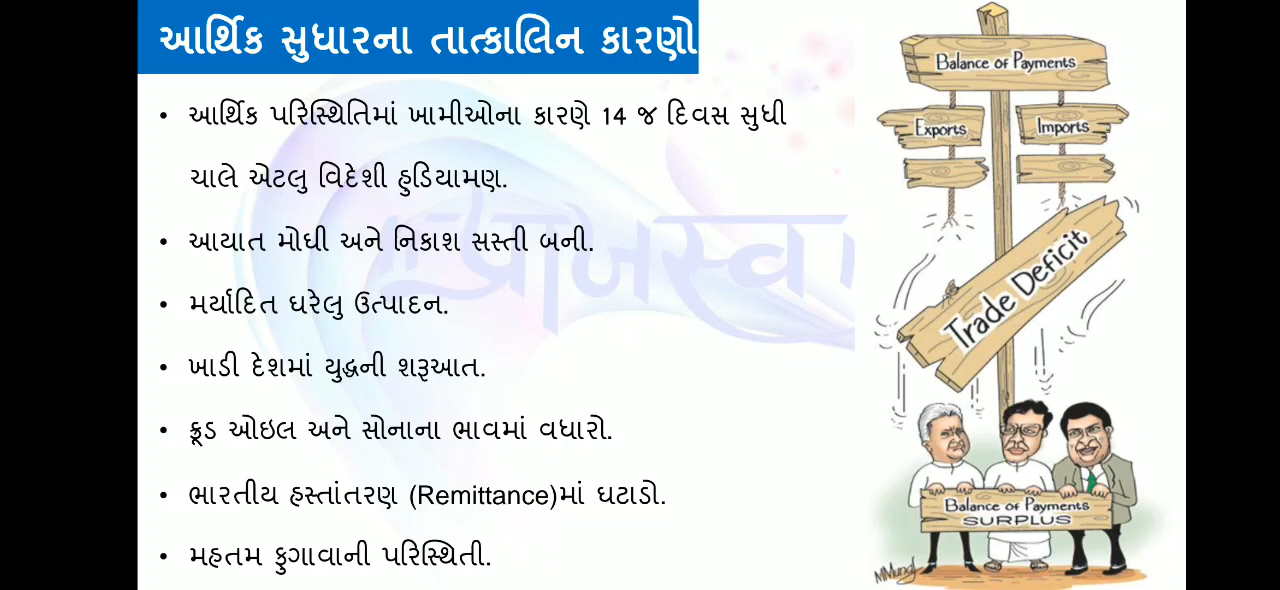 આર્થિક સુધારના તાત્કાલિન કારણો
• આર્થિક પરિસ્થિતિમાં ખામીઓના કારણે 14 જ દિવસ સુધી
ચાલે એટલુ વિદેશી હુડિયામણ.
• આયાત મોઘી અને નિકાશ સસ્તી બની.
• મર્યાદિત ઘરેલુ ઉત્પાદન.
• ખાડી દેશમાં યુદ્ધની શરૂઆત.
• ક્રૂડ ઓઇલ અને સોનાના ભાવમાં વધારો.
• ભારતીય હસ્તાંતરણ (Remittance)માં ઘટાડો.
• મહતમ ફુગાવાની પરિસ્થિતી.
Balance of Payments
Exports
Imports
Trade Deficit
Balance of Payments
SURPLUS